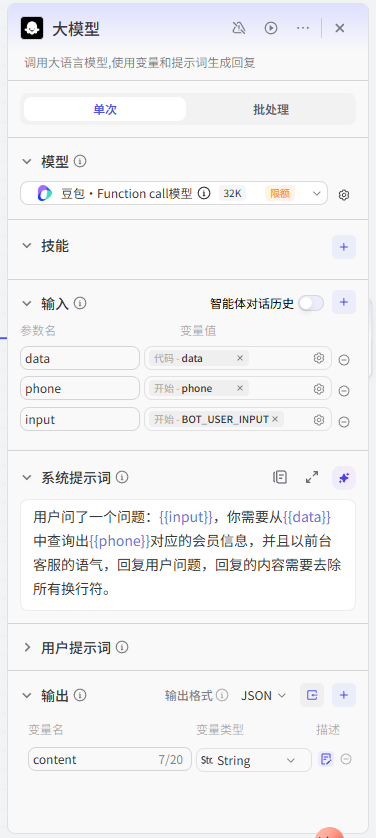 大模型
调用大语言模型,使用变量和提示词生成回复
单次 批处理
模型
豆包·Function call模型 32K 限额
技能
输入 智能体对话历史
参数名 变量值
data 代码 - data
phone 开始 - phone
input 开始 - BOT_USER_INPUT
系统提示词
用户问了一个问题：{{input}}，你需要从{{data}}
中查询出{{phone}}对应的会员信息，并且以前台
客服的语气，回复用户问题，回复的内容需要去除
所有换行符。
用户提示词
输出 输出格式 JSON
变量名 变量类型 描述
content 7/20 Str. String